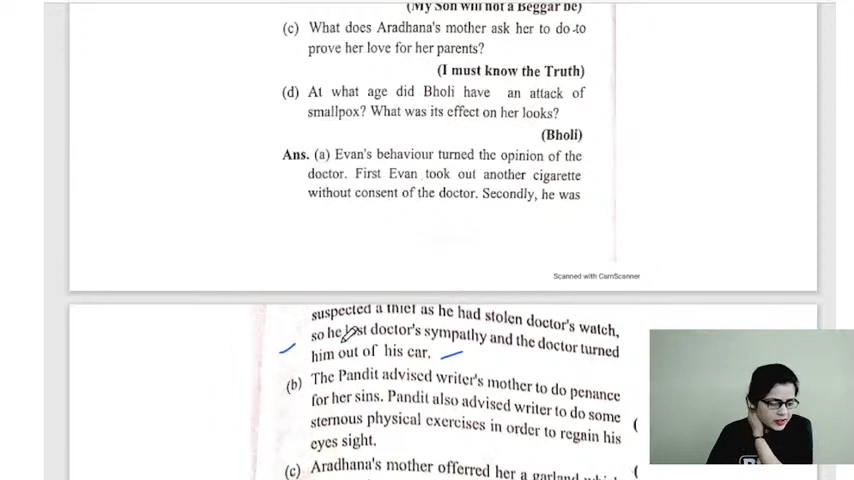 (My Son will not a Beggar be)
(c) What does Aradhana's mother ask her to do to
prove her love for her parents?
(I must know the Truth)
(d) At what age did Bholi have an attack of
smallpox? What was its effect on her looks?
(Bholi)
Ans. (a) Evan's behaviour turned the opinion of the
doctor. First Evan took out another cigarette
without consent of the doctor. Secondly, he was
Scanned with CamScanner
suspected a thief as he had stolen doctor's watch,
so he lost doctor's sympathy and the doctor turned
him out of his car.
(b) The Pandit advised writer's mother to do penance
for her sins. Pandit also advised writer to do some
sternous physical exercises in order to regain his
eyes sight.
(c) Aradhana's mother offerred her a garland